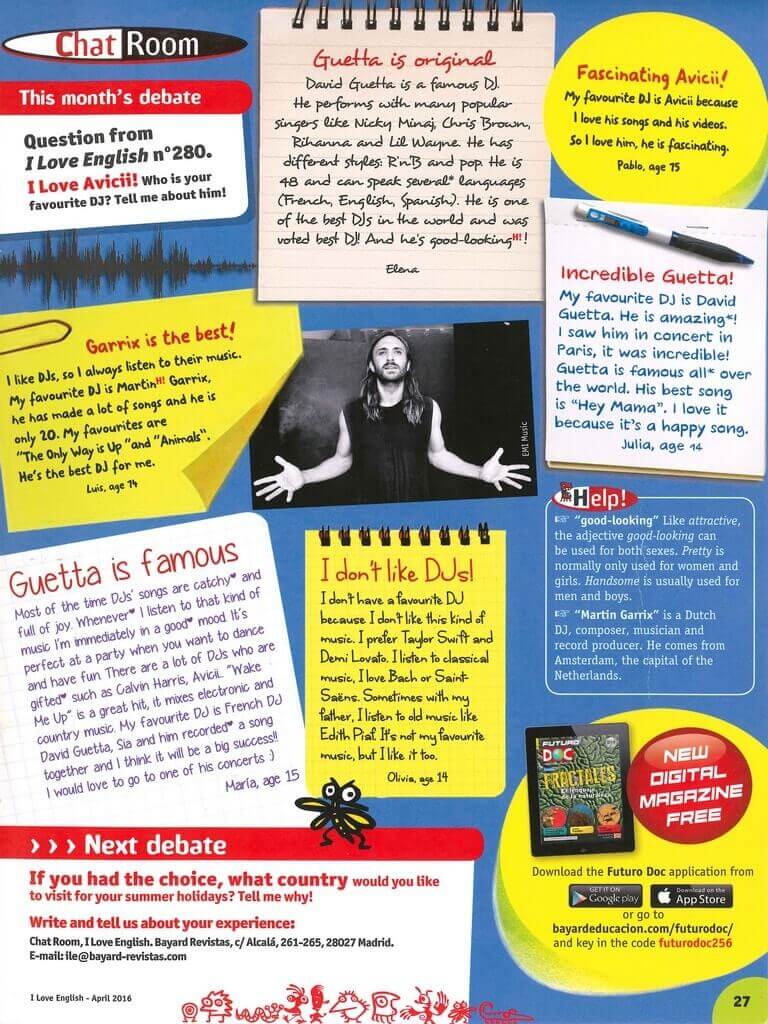 Chat Room
This month's debate
Question from
I Love English n°280.
I Love Avicii! Who is your
favourite DJ? Tell me about him!
Guetta is original
David Guetta is a famous DJ.
He performs with many popular
singers like Nicky Minaj, Chris Brown,
Rihanna and Lil Wayne. He has
different styles: R'n'B and pop. He is
48 and can speak several* languages
(French, English, Spanish). He is one
of the best DJs in the world and was
voted best DJ! And he's good-lookingH!!
Elena
Fascinating Avicii!
My favourite DJ is Avicii because
I love his songs and his videos.
So I love him, he is fascinating.
Pablo, age 15
Incredible Guetta!
My favourite DJ is David
Guetta. He is amazing*!
I saw him in concert in
Paris, it was incredible!
Guetta is famous all* over
the world. His best song
is "Hey Mama". I love it
because it's a happy song.
Julia, age 14
Garrix is the best!
I like DJs, so I always listen to their music.
My favourite DJ is MartinH! Garrix,
he has made a lot of songs and he is
only 20. My favourites are
"The Only Way is Up "and "Animals".
He's the best DJ for me.
Luis, age 14
EMI Music
Guetta is famous
Most of the time DJs' songs are catchy* and
full of joy. Whenever* I listen to that kind of
music I'm immediately in a good* mood. It's
perfect at a party when you want to dance
and have fun. There are a lot of DJs who are
gifted* such as Calvin Harris, Avicii. "Wake
Me Up" is a great hit, it mixes electronic and
country music. My favourite DJ is French DJ
David Guetta, Sia and him recorded* a song
together and I think it will be a big success!!
I would love to go to one of his concerts :)
María, age 15
I don't like DJs!
I don't have a favourite DJ
because I don't like this kind of
music. I prefer Taylor Swift and
Demi Lovato. I listen to classical
music, I love Bach or Saint-
Saëns. Sometimes with my
father, I listen to old music like
Edith Piaf. It's not my favourite
music, but I like it too.
Olivia, age 14
Help!
"good-looking" Like attractive,
the adjective good-looking can
be used for both sexes. Pretty is
normally only used for women and
girls. Handsome is usually used for
men and boys.
"Martin Garrix" is a Dutch
DJ, composer, musician and
record producer. He comes from
Amsterdam, the capital of the
Netherlands.
FUTURO
DOC
FRACTALES
NEW
DIGITAL
MAGAZINE
FREE
Download the Futuro Doc application from
GET IT ON
Google play
Download on the
App Store
or go to
bayardeducacion.com/futurodoc/
and key in the code futurodoc256
› › › Next debate
If you had the choice, what country would you like
to visit for your summer holidays? Tell me why!
Write and tell us about your experience:
Chat Room, I Love English. Bayard Revistas, c/ Alcalá, 261-265, 28027 Madrid.
E-mail: ile@bayard-revistas.com
I Love English - April 2016
27